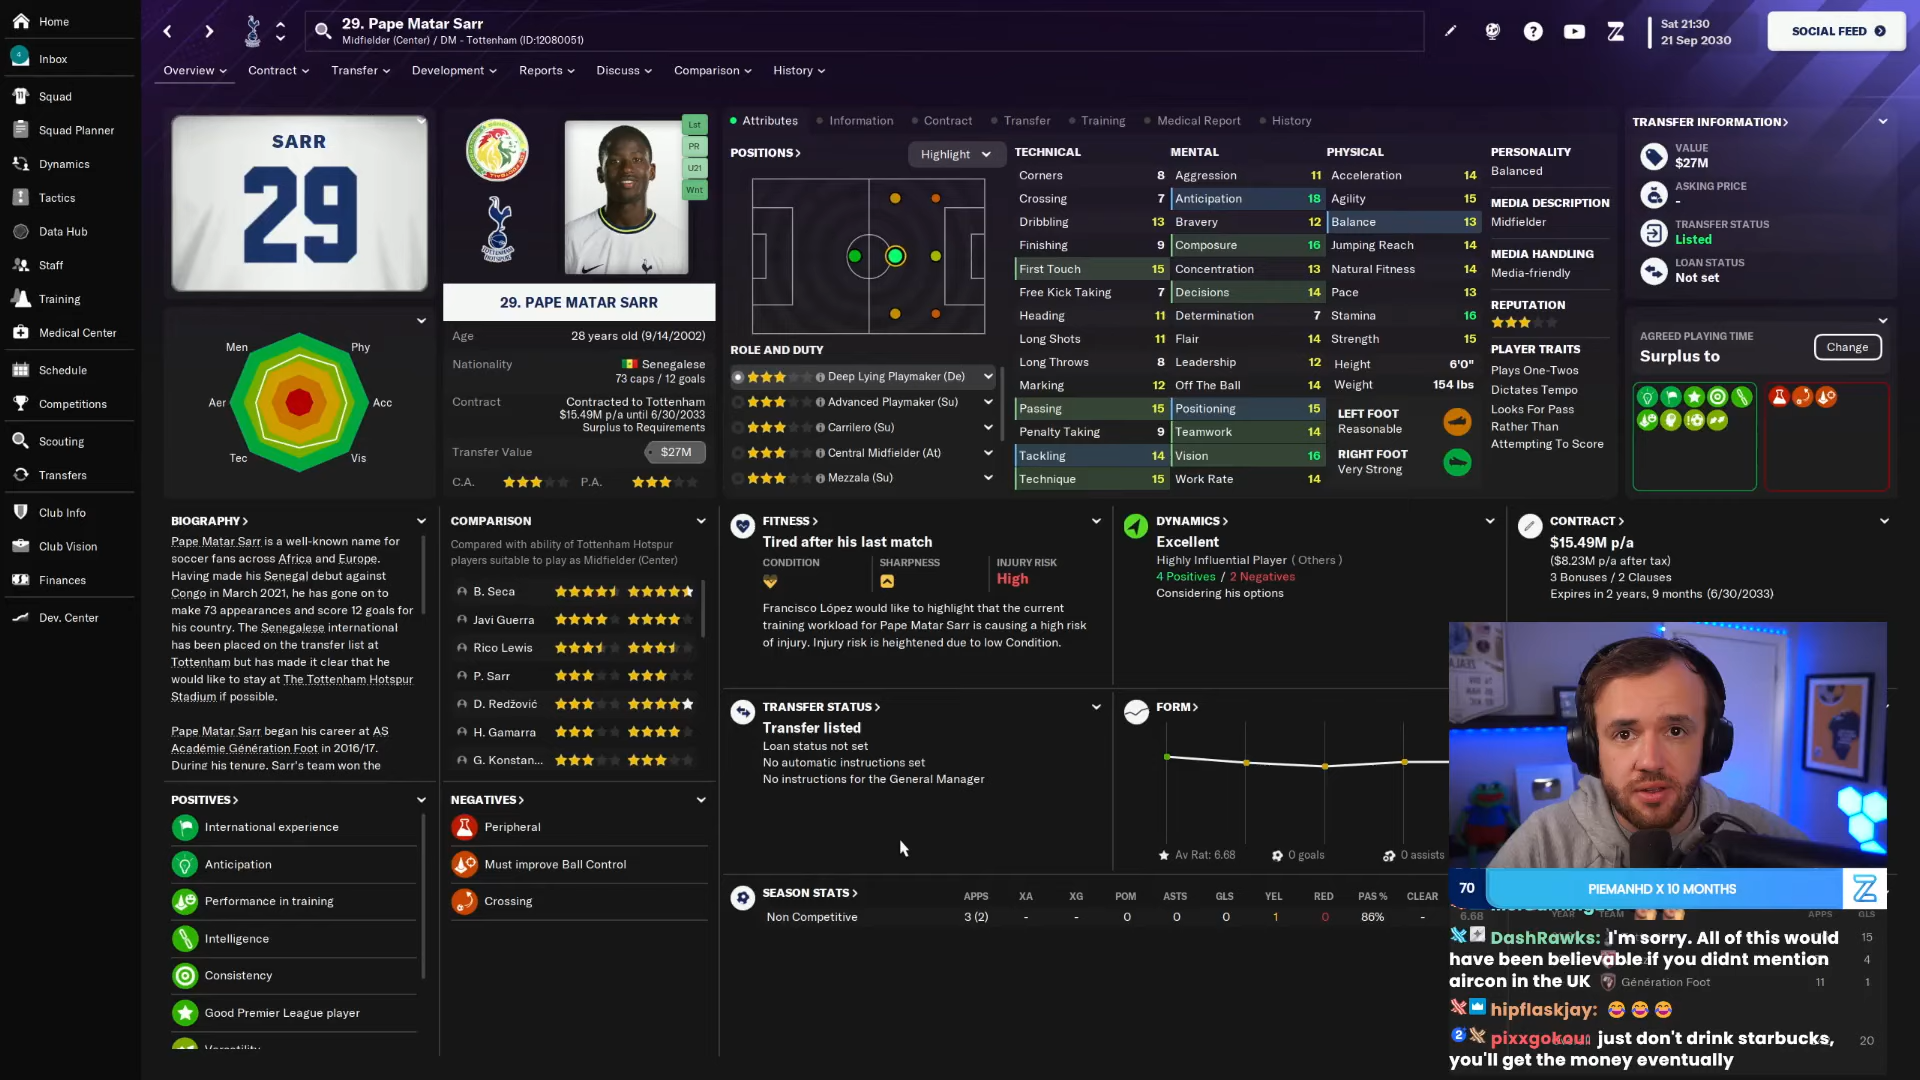 Home
Inbox
Squad
Squad Planner
Dynamics
Tactics
Data Hub
Staff
Training
Medical Center
Schedule
Competitions
Scouting
Transfers
Club Info
Club Vision
Finances
Dev. Center
29. Pape Matar Sarr
Midfielder (Center) / DM - Tottenham (ID:12080051)
Sat 21:30
21 Sep 2030
SOCIAL FEED
Overview
Contract
Transfer
Development
Reports
Discuss
Comparison
History
SARR
29
Lst
PR
U21
Wnt
TOTTENHAM
HOTSPUR
29. PAPE MATAR SARR
Age 28 years old (9/14/2002)
Nationality Senegalese
73 caps / 12 goals
Contract Contracted to Tottenham
$15.49M p/a until 6/30/2033
Surplus to Requirements
Transfer Value $27M
C.A. P.A.
Men Phy
Aer Acc
Tec Vis
Attributes Information Contract Transfer Training Medical Report History
POSITIONS>
Highlight
ROLE AND DUTY
Deep Lying Playmaker (De)
Advanced Playmaker (Su)
Carrilero (Su)
Central Midfielder (At)
Mezzala (Su)
TECHNICAL
Corners 8
Crossing 7
Dribbling 13
Finishing 9
First Touch 15
Free Kick Taking 7
Heading 11
Long Shots 11
Long Throws 8
Marking 12
Passing 15
Penalty Taking 9
Tackling 14
Technique 15
MENTAL
Aggression 11
Anticipation 18
Bravery 12
Composure 16
Concentration 13
Decisions 14
Determination 7
Flair 14
Leadership 12
Off The Ball 14
Positioning 15
Teamwork 14
Vision 16
Work Rate 14
PHYSICAL
Acceleration 14
Agility 15
Balance 13
Jumping Reach 14
Natural Fitness 14
Pace 13
Stamina 16
Strength 15
Height 6'0"
Weight 154 lbs
LEFT FOOT
Reasonable
RIGHT FOOT
Very Strong
PERSONALITY
Balanced
MEDIA DESCRIPTION
Midfielder
MEDIA HANDLING
Media-friendly
REPUTATION
PLAYER TRAITS
Plays One-Twos
Dictates Tempo
Looks For Pass
Rather Than
Attempting To Score
TRANSFER INFORMATION>
VALUE
$27M
ASKING PRICE
-
TRANSFER STATUS
Listed
LOAN STATUS
Not set
AGREED PLAYING TIME
Surplus to
Change
BIOGRAPHY>
Pape Matar Sarr is a well-known name for
soccer fans across Africa and Europe.
Having made his Senegal debut against
Congo in March 2021, he has gone on to
make 73 appearances and score 12 goals for
his country. The Senegalese international
has been placed on the transfer list at
Tottenham but has made it clear that he
would like to stay at The Tottenham Hotspur
Stadium if possible.
Pape Matar Sarr began his career at AS
Académie Génération Foot in 2016/17.
During his tenure, Sarr's team won the
COMPARISON
Compared with ability of Tottenham Hotspur
players suitable to play as Midfielder (Center)
B. Seca
Javi Guerra
Rico Lewis
P. Sarr
D. Redžović
H. Gamarra
G. Konstan...
FITNESS>
Tired after his last match
CONDITION SHARPNESS INJURY RISK
High
Francisco López would like to highlight that the current
training workload for Pape Matar Sarr is causing a high risk
of injury. Injury risk is heightened due to low Condition.
DYNAMICS>
Excellent
Highly Influential Player ( Others )
4 Positives / 2 Negatives
Considering his options
CONTRACT>
$15.49M p/a
($8.23M p/a after tax)
3 Bonuses / 2 Clauses
Expires in 2 years, 9 months (6/30/2033)
TRANSFER STATUS>
Transfer listed
Loan status not set
No automatic instructions set
No instructions for the General Manager
FORM>
Av Rat: 6.68 0 goals 0 assists
POSITIVES>
International experience
Anticipation
Performance in training
Intelligence
Consistency
Good Premier League player
Versatility
NEGATIVES>
Peripheral
Must improve Ball Control
Crossing
SEASON STATS>
APPS XA XG POM ASTS GLS YEL RED PAS % CLEAR
Non Competitive 3 (2) - - 0 0 0 1 0 86% - 6.68
70 PIEMANHD X 10 MONTHS
YEAR TEAM APPS GLS
DashRawks: I'm sorry. All of this would
have been believable if you didnt mention
aircon in the UK
15
4
Génération Foot 11 1
hipflaskjay:
pixxgokou: just don't drink starbucks,
you'll get the money eventually
20